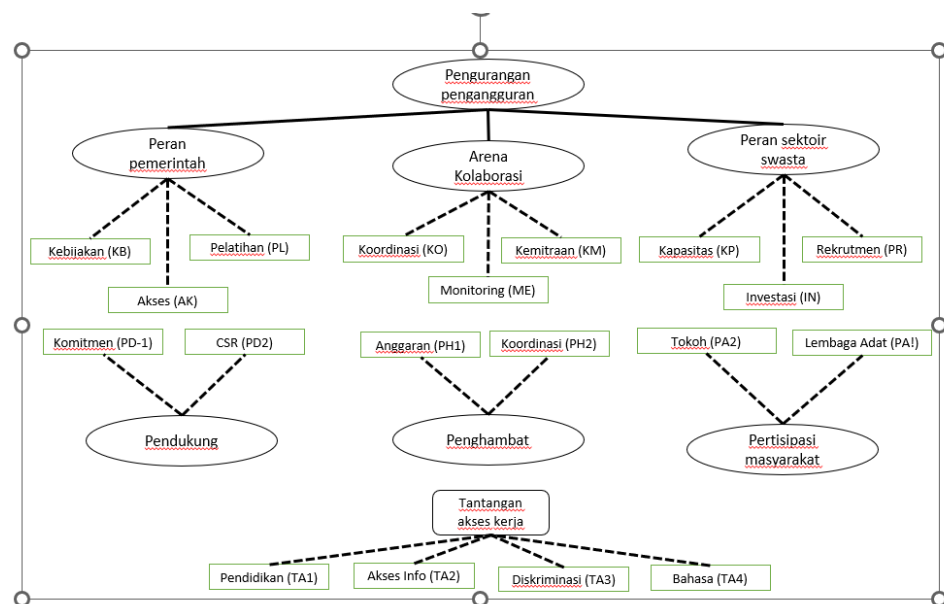 Pengurangan
pengangguran
Peran
pemerintah
Arena
Kolaborasi
Peran sektoir
swasta
Kebijakan (KB)
Pelatihan (PL)
Akses (AK)
Koordinasi (KO)
Kemitraan (KM)
Monitoring (ME)
Kapasitas (KP)
Rekrutmen (PR)
Investasi (IN)
Komitmen (PD-1)
CSR (PD2)
Anggaran (PH1)
Koordinasi (PH2)
Tokoh (PA2)
Lembaga Adat (PA!)
Pendukung
Penghambat
Pertisipasi
masyarakat
Tantangan
akses kerja
Pendidikan (TA1)
Akses Info (TA2)
Diskriminasi (TA3)
Bahasa (TA4)